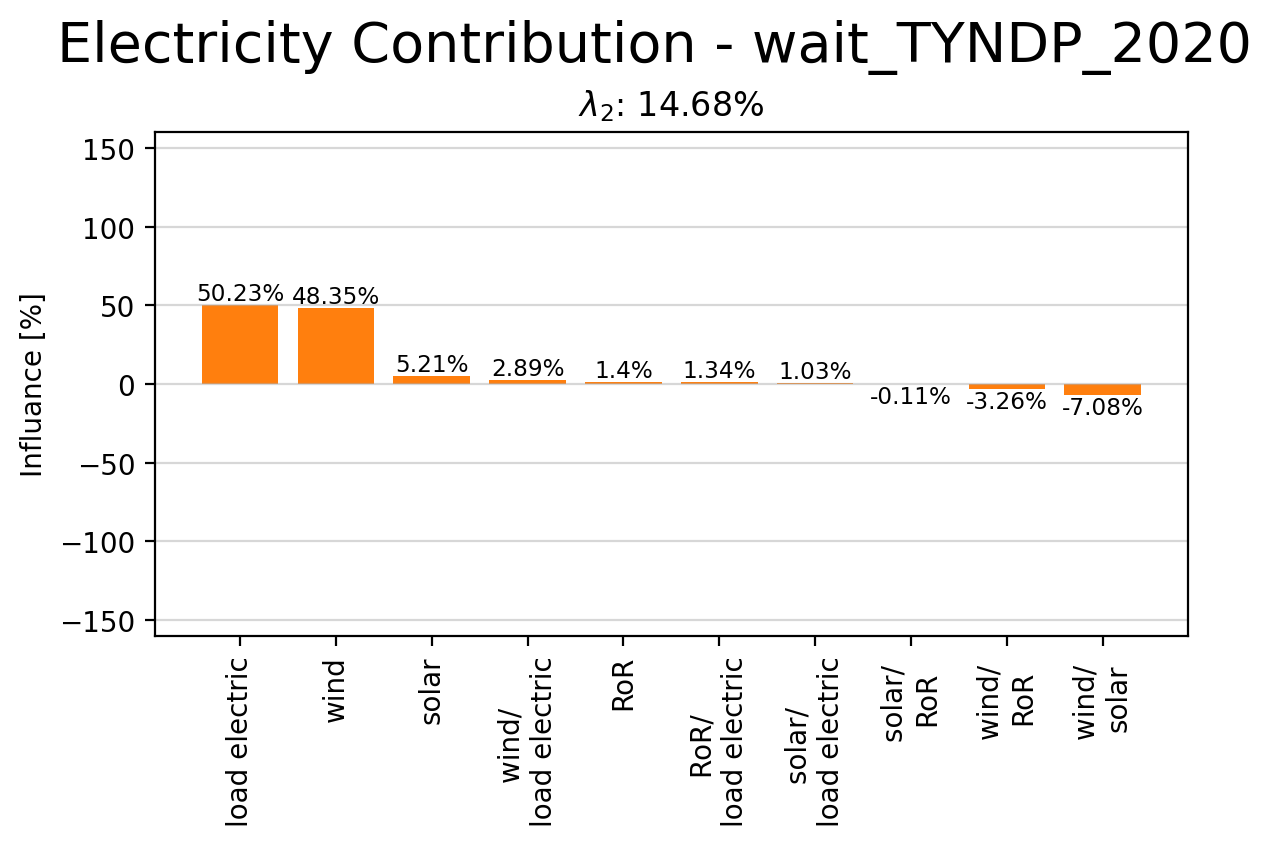 Electricity Contribution - wait_TYNDP_2020
λ₂: 14.68%
Influance [%]
150
100
50
0
−50
−100
−150
50.23%
48.35%
5.21%
2.89%
1.4%
1.34%
1.03%
-0.11%
-3.26%
-7.08%
load electric
wind
solar
wind/
load electric
RoR
RoR/
load electric
solar/
load electric
solar/
RoR
wind/
RoR
wind/
solar